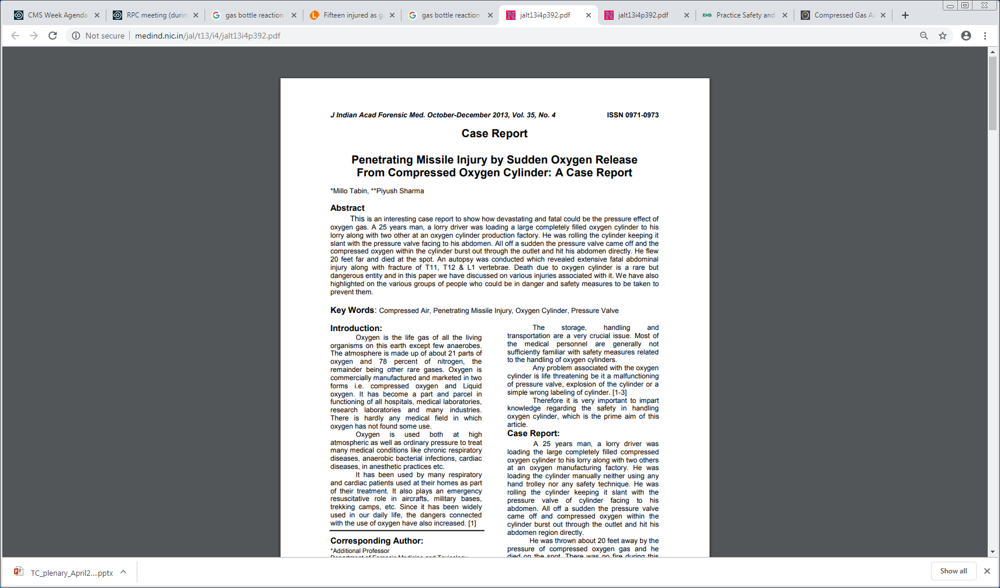 CMS Week Agenda
RPC meeting (durin
gas bottle reaction
Fifteen injured as g
gas bottle reaction
jalt13i4p392.pdf
jalt13i4p392.pdf
EHS
Practice Safety and
Compressed Gas Ac
Not secure
medind.nic.in/jal/t13/i4/jalt13i4p392.pdf
J Indian Acad Forensic Med. October-December 2013, Vol. 35, No. 4
ISSN 0971-0973
Case Report
Penetrating Missile Injury by Sudden Oxygen Release
From Compressed Oxygen Cylinder: A Case Report
*Millo Tabin, **Piyush Sharma
Abstract
This is an interesting case report to show how devastating and fatal could be the pressure effect of
oxygen gas. A 25 years man, a lorry driver was loading a large completely filled oxygen cylinder to his
lorry along with two other at an oxygen cylinder production factory. He was rolling the cylinder keeping it
slant with the pressure valve facing to his abdomen. All off a sudden the pressure valve came off and the
compressed oxygen within the cylinder burst out through the outlet and hit his abdomen directly. He flew
20 feet far and died at the spot. An autopsy was conducted which revealed extensive fatal abdominal
injury along with fracture of T11, T12 & L1 vertebrae. Death due to oxygen cylinder is a rare but
dangerous entity and in this paper we have discussed on various injuries associated with it. We have also
highlighted on the various groups of people who could be in danger and safety measures to be taken to
prevent them.
Key Words: Compressed Air, Penetrating Missile Injury, Oxygen Cylinder, Pressure Valve
Introduction:
Oxygen is the life gas of all the living
organisms on this earth except few anaerobes.
The atmosphere is made up of about 21 parts of
oxygen and 78 percent of nitrogen, the
remainder being other rare gases. Oxygen is
commercially manufactured and marketed in two
forms i.e. compressed oxygen and Liquid
oxygen. It has become a part and parcel in
functioning of all hospitals, medical laboratories,
research laboratories and many industries.
There is hardly any medical field in which
oxygen has not found some use.
Oxygen is used both at high
atmospheric as well as ordinary pressure to treat
many medical conditions like chronic respiratory
diseases, anaerobic bacterial infections, cardiac
diseases, in anesthetic practices etc.
It has been used by many respiratory
and cardiac patients used at their homes as part
of their treatment. It also plays an emergency
resuscitative role in aircrafts, military bases,
trekking camps, etc. Since it has been widely
used in our daily life, the dangers connected
with the use of oxygen have also increased. [1]
Corresponding Author:
*Additional Professor
Department of Forensic Medicine and Toxicology
The storage, handling and
transportation are a very crucial issue. Most of
the medical personnel are generally not
sufficiently familiar with safety measures related
to the handling of oxygen cylinders.
Any problem associated with the oxygen
cylinder is life threatening be it a malfunctioning
of pressure valve, explosion of the cylinder or a
simple wrong labeling of cylinder. [1-3]
Therefore it is very important to impart
knowledge regarding the safety in handling
oxygen cylinder, which is the prime aim of this
article.
Case Report:
A 25 years man, a lorry driver was
loading the large completely filled compressed
oxygen cylinder to his lorry along with two others
at an oxygen manufacturing factory. He was
loading the cylinder manually neither using any
hand trolley nor any safety technique. He was
rolling the cylinder keeping it slant with the
pressure valve of cylinder facing to his
abdomen. All off a sudden the pressure valve
came off and compressed oxygen within the
cylinder burst out through the outlet and hit his
abdomen region directly.
He was thrown about 20 feet away by the
pressure of compressed oxygen gas and he
died on the spot. There was no fire during this
TC_plenary_April2....pptx
Show all